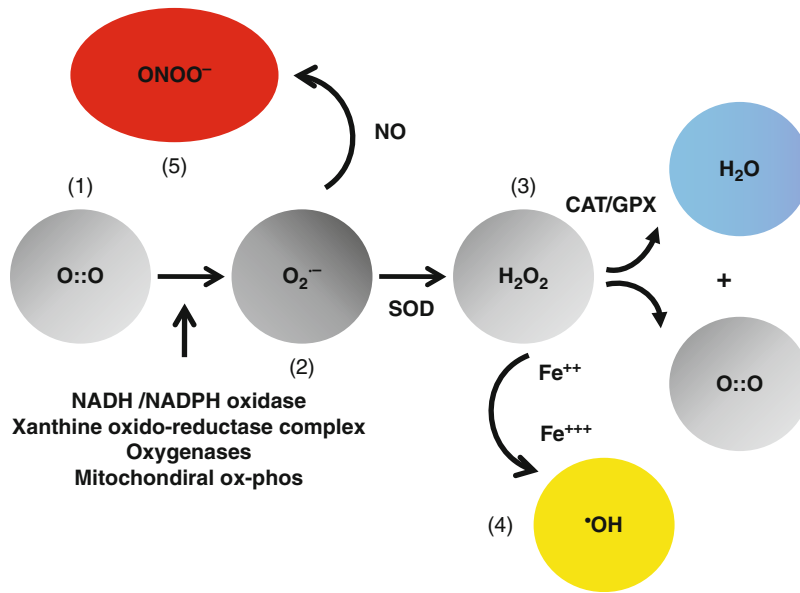 ONOO⁻
(5)
NO
(1)
O::O
O₂·⁻
(2)
SOD
(3)
H₂O₂
CAT/GPX
H₂O
+
O::O
NADH /NADPH oxidase
Xanthine oxido-reductase complex
Oxygenases
Mitochondiral ox-phos
Fe⁺⁺
Fe⁺⁺⁺
(4)
•OH